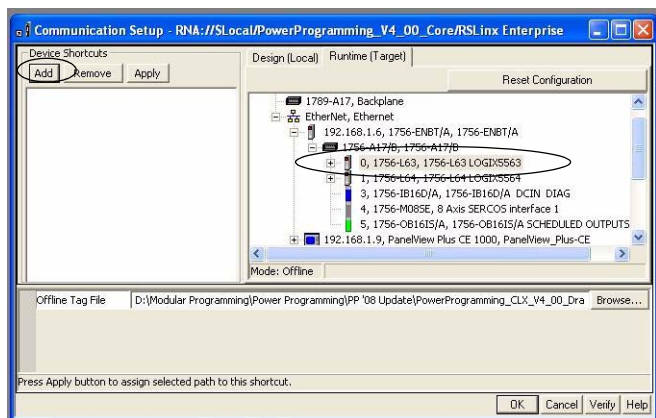 Communication Setup - RNA://$Local/PowerProgramming_V4_00_Core/RSLinx Enterprise
Device Shortcuts
Add Remove Apply
Design (Local) Runtime (Target)
Reset Configuration
1789-A17, Backplane
EtherNet, Ethernet
192.168.1.6, 1756-ENBT/A, 1756-ENBT/A
1756-A17/B, 1756-A17/B
0, 1756-L63, 1756-L63 LOGIX5563
1, 1756-L64, 1756-L64 LOGIX5564
3, 1756-IB16D/A, 1756-IB16D/A DCIN DIAG
4, 1756-M08SE, 8 Axis SERCOS interface 1
5, 1756-OB16IS/A, 1756-OB16IS/A SCHEDULED OUTPUTS
192.168.1.9, PanelView Plus CE 1000, PanelView_Plus-CE
Mode: Offline
Offline Tag File D:\Modular Programming\Power Programming\PP '08 Update\PowerProgramming_CLX_V4_00_Dra Browse...
Press Apply button to assign selected path to this shortcut.
OK Cancel Verify Help